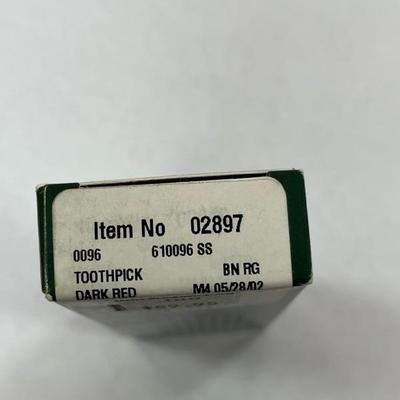 Item No 02897
0096 610096 SS
TOOTHPICK BN RG
DARK RED M4 05/28/02